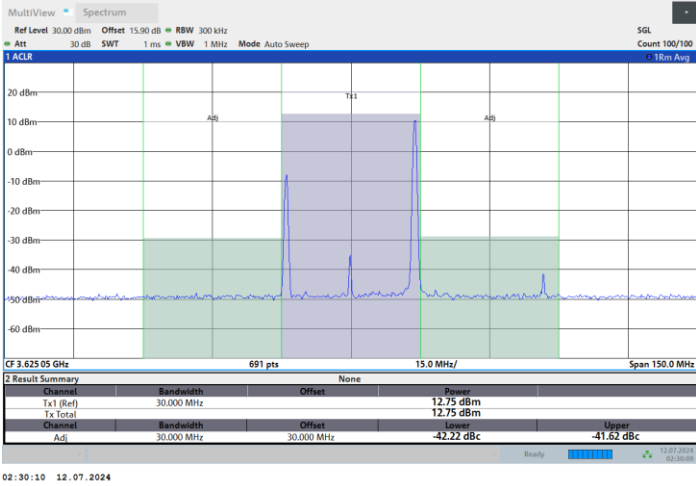 MultiView Spectrum
Ref Level 30.00 dBm Offset 15.90 dB RBW 300 kHz SGL
Att 30 dB SWT 1 ms VBW 1 MHz Mode Auto Sweep Count 100/100
1 ACLR 1Rm Avg
20 dBm
Tx1
10 dBm
Adj Adj
0 dBm
-10 dBm
-20 dBm
-30 dBm
-40 dBm
-50 dBm
-60 dBm
CF 3.625 05 GHz 691 pts 15.0 MHz/ Span 150.0 MHz
2 Result Summary None
Channel Bandwidth Offset Power
Tx1 (Ref) 30.000 MHz 12.75 dBm
Tx Total 12.75 dBm
Channel Bandwidth Offset Lower Upper
Adj 30.000 MHz 30.000 MHz -42.22 dBc -41.62 dBc
Ready 12.07.2024
02:30:09
02:30:10 12.07.2024